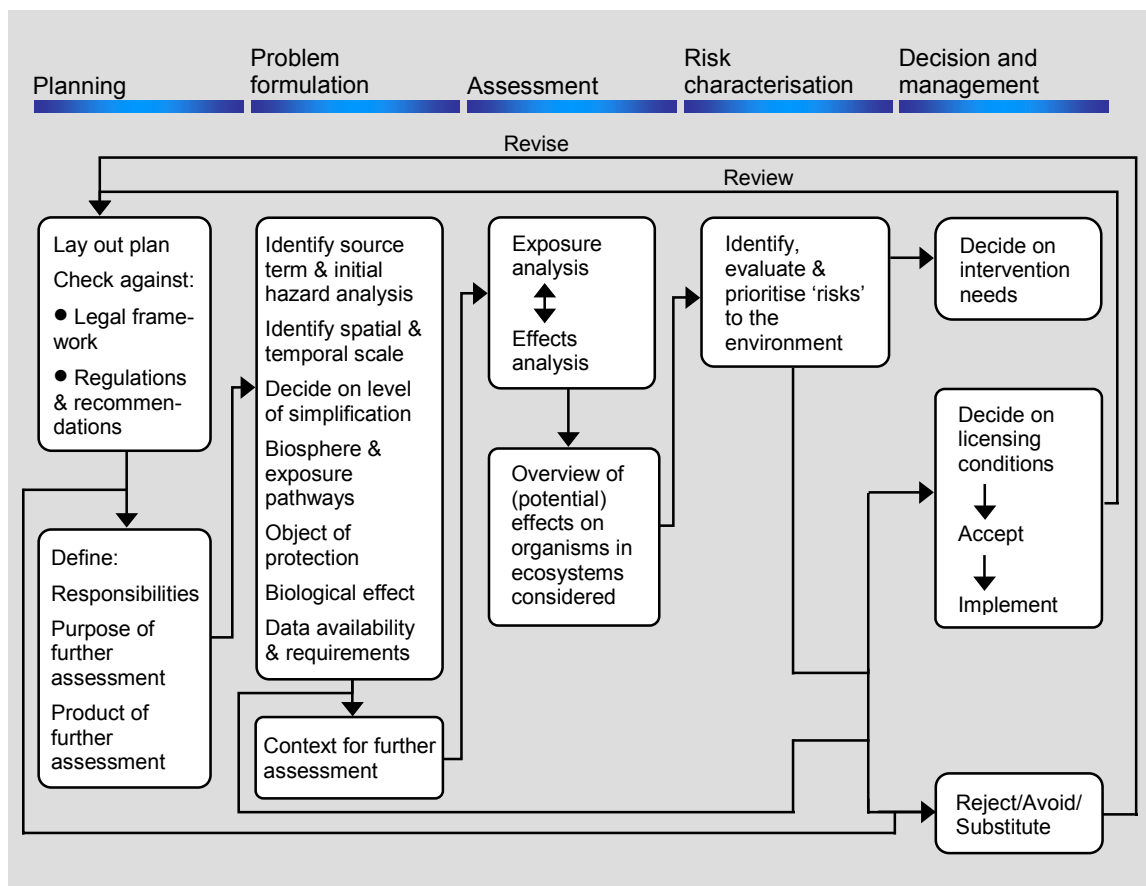 Planning
Problem
formulation
Assessment
Risk
characterisation
Decision and
management
Revise
Review
Lay out plan
Check against:
● Legal frame-
work
● Regulations
& recommen-
dations
Define:
Responsibilities
Purpose of
further
assessment
Product of
further
assessment
Identify source
term & initial
hazard analysis
Identify spatial &
temporal scale
Decide on level
of simplification
Biosphere &
exposure
pathways
Object of
protection
Biological effect
Data availability
& requirements
Context for further
assessment
Exposure
analysis
Effects
analysis
Overview of
(potential)
effects on
organisms in
ecosystems
considered
Identify,
evaluate &
prioritise ‘risks’
to the
environment
Decide on
intervention
needs
Decide on
licensing
conditions
Accept
Implement
Reject/Avoid/
Substitute